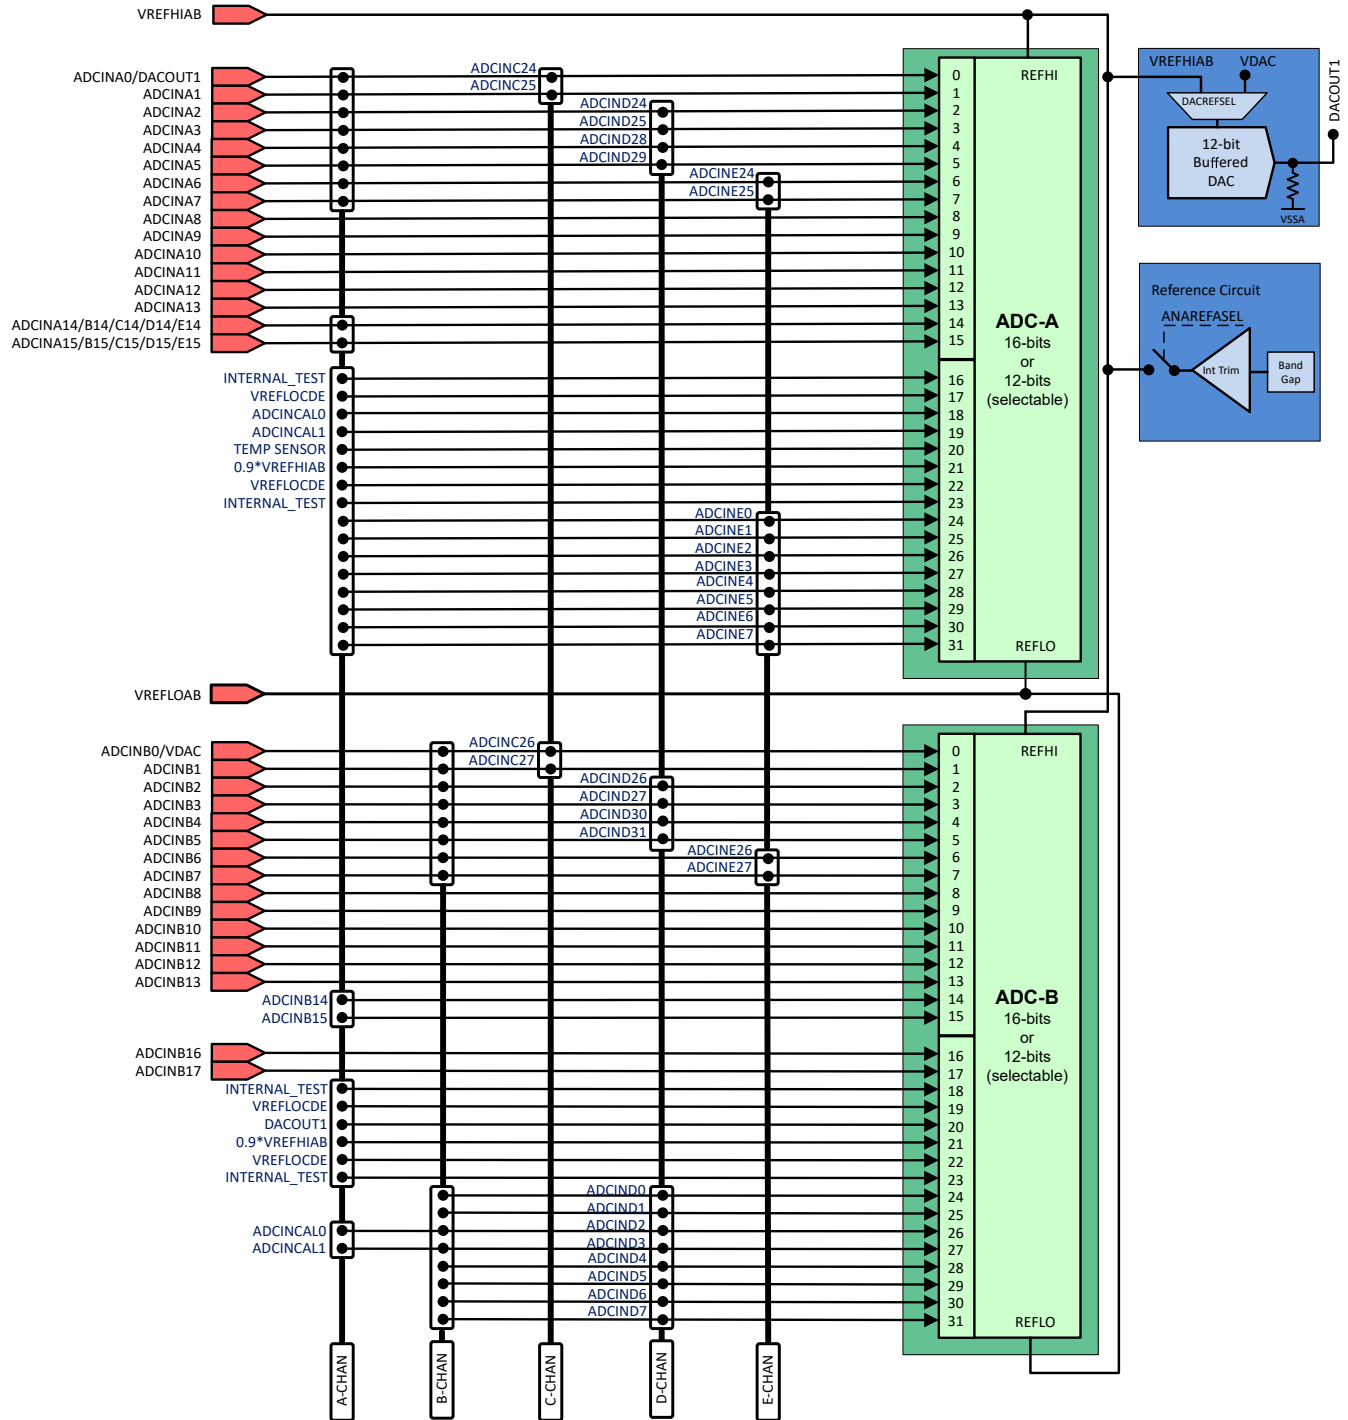 VREFHIAB
ADCINA0/DACOUT1
ADCINC24
0
REFHI
ADCINA1
ADCINC25
1
ADCINA2
ADCIND24
2
ADCINA3
ADCIND25
3
ADCINA4
ADCIND28
4
ADCINA5
ADCIND29
5
ADCINA6
ADCINE24
6
ADCINA7
ADCINE25
7
ADCINA8
8
ADCINA9
9
ADCINA10
10
ADCINA11
11
ADCINA12
12
ADCINA13
13
ADCINA14/B14/C14/D14/E14
14
ADCINA15/B15/C15/D15/E15
15
ADC-A
16-bits
or
12-bits
(selectable)
INTERNAL_TEST
16
VREFLOCDE
17
ADCINCAL0
18
ADCINCAL1
19
TEMP SENSOR
20
0.9*VREFHIAB
21
VREFLOCDE
22
INTERNAL_TEST
23
ADCINE0
24
ADCINE1
25
ADCINE2
26
ADCINE3
27
ADCINE4
28
ADCINE5
29
ADCINE6
30
ADCINE7
31
REFLO
VREFHIAB
VDAC
DACREFSEL
12-bit
Buffered
DAC
VSSA
DACOUT1
Reference Circuit
ANAREFASEL
Int Trim
Band
Gap
VREFLOAB
ADCINB0/VDAC
ADCINC26
0
REFHI
ADCINB1
ADCINC27
1
ADCINB2
ADCIND26
2
ADCINB3
ADCIND27
3
ADCINB4
ADCIND30
4
ADCINB5
ADCIND31
5
ADCINB6
ADCINE26
6
ADCINB7
ADCINE27
7
ADCINB8
8
ADCINB9
9
ADCINB10
10
ADCINB11
11
ADCINB12
12
ADCINB13
13
ADCINB14
14
ADCINB15
15
ADC-B
16-bits
or
12-bits
(selectable)
ADCINB16
16
ADCINB17
17
INTERNAL_TEST
18
VREFLOCDE
19
DACOUT1
20
0.9*VREFHIAB
21
VREFLOCDE
22
INTERNAL_TEST
23
ADCIND0
24
ADCIND1
25
ADCINCAL0
ADCIND2
26
ADCINCAL1
ADCIND3
27
ADCIND4
28
ADCIND5
29
ADCIND6
30
ADCIND7
31
REFLO
A-CHAN
B-CHAN
C-CHAN
D-CHAN
E-CHAN